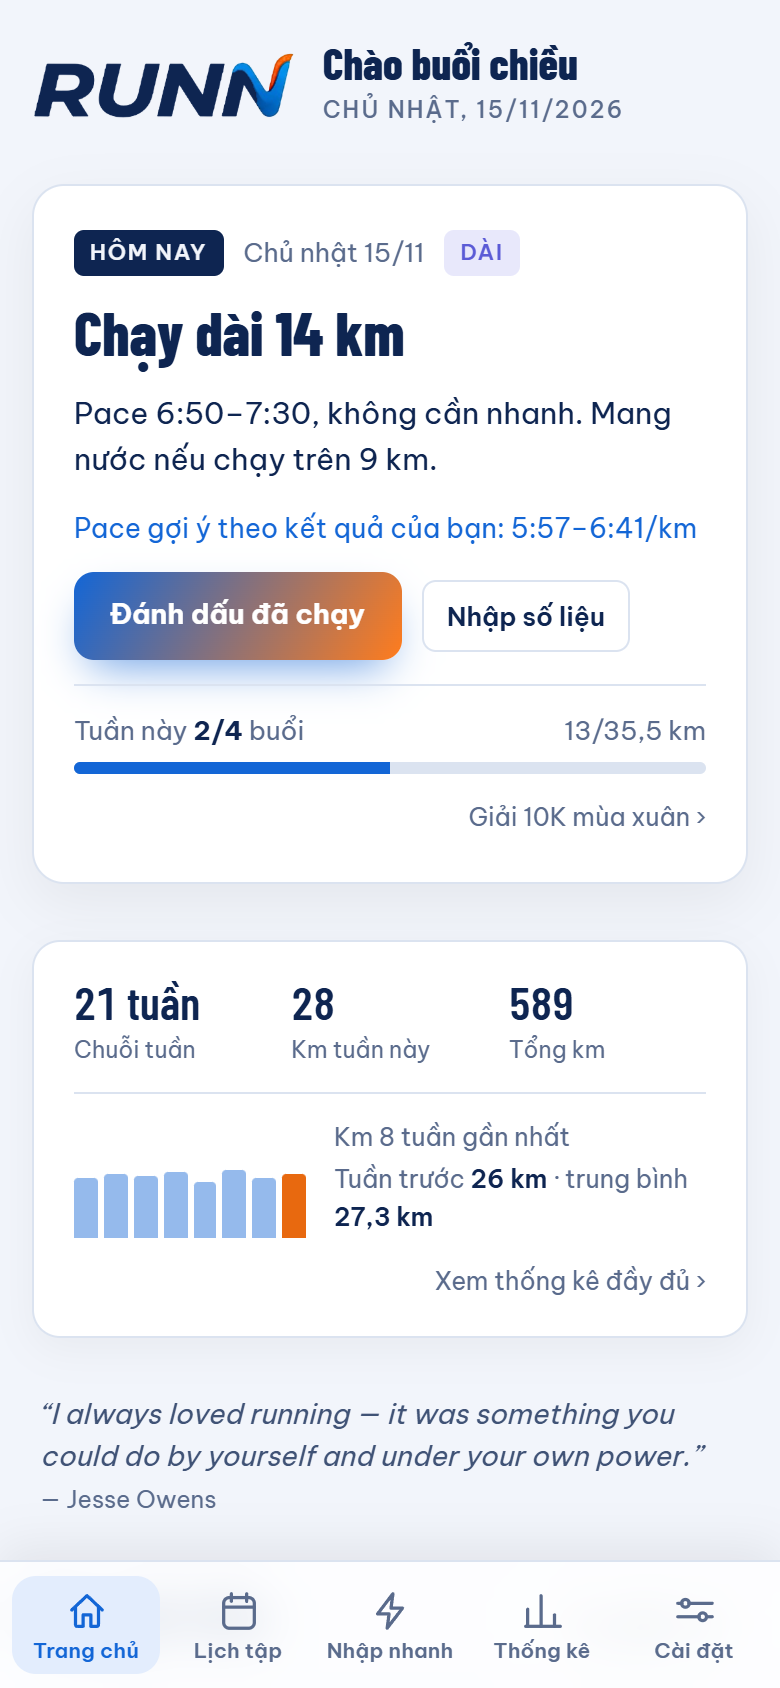 RUNN
Chào buổi chiều
CHỦ NHẬT, 15/11/2026
HÔM NAY Chủ nhật 15/11 DÀI
Chạy dài 14 km
Pace 6:50–7:30, không cần nhanh. Mang
nước nếu chạy trên 9 km.
Pace gợi ý theo kết quả của bạn: 5:57–6:41/km
Đánh dấu đã chạy Nhập số liệu
Tuần này 2/4 buổi 13/35,5 km
Giải 10K mùa xuân ›
21 tuần 28 589
Chuỗi tuần Km tuần này Tổng km
Km 8 tuần gần nhất
Tuần trước 26 km · trung bình
27,3 km
Xem thống kê đầy đủ ›
“I always loved running — it was something you
could do by yourself and under your own power.”
— Jesse Owens
Trang chủ Lịch tập Nhập nhanh Thống kê Cài đặt